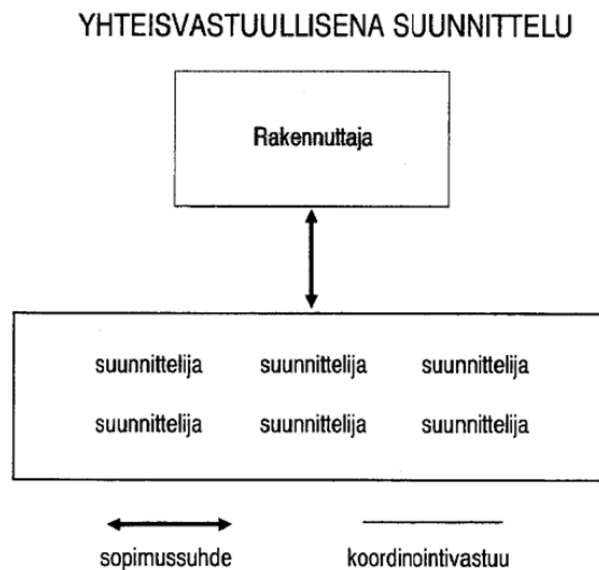 YHTEISVASTUULLISENA SUUNNITTELU
Rakennuttaja
suunnittelija suunnittelija suunnittelija
suunnittelija suunnittelija suunnittelija
sopimussuhde koordinointivastuu